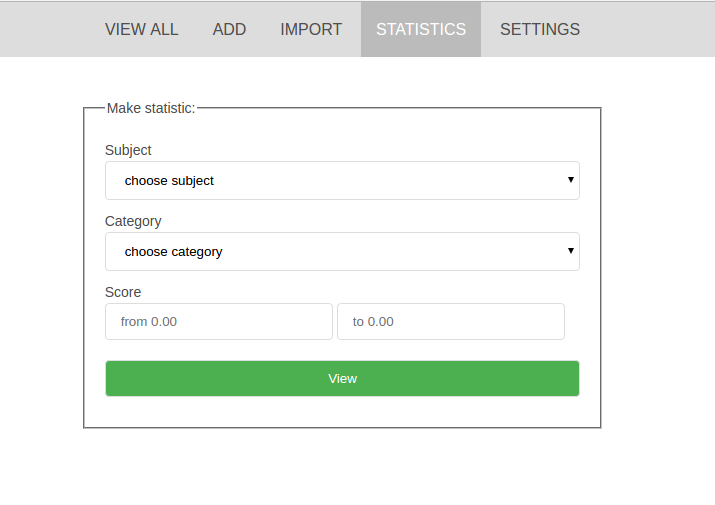 VIEW ALL ADD IMPORT STATISTICS SETTINGS
Make statistic:
Subject
choose subject
Category
choose category
Score
from 0.00 to 0.00
View